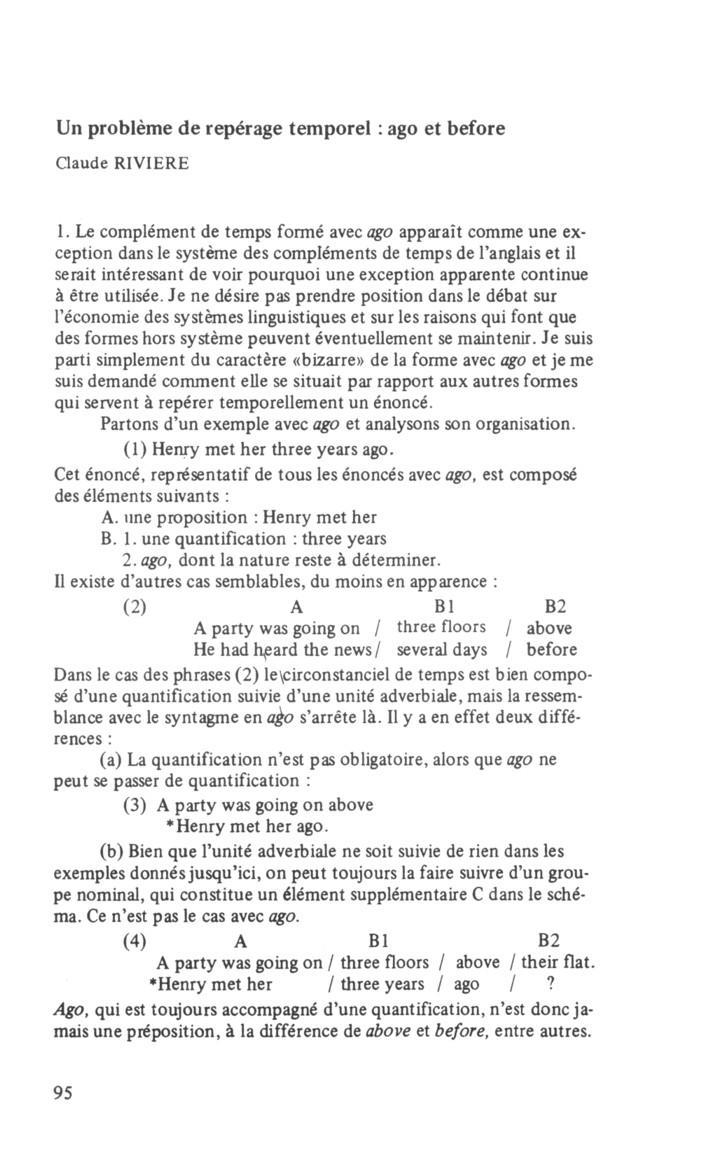 Un problème de repérage temporel : ago et before
Claude RIVIERE
1. Le complément de temps formé avec ago apparaît comme une ex-
ception dans le système des compléments de temps de l'anglais et il
serait intéressant de voir pourquoi une exception apparente continue
à être utilisée. Je ne désire pas prendre position dans le débat sur
l'économie des systèmes linguistiques et sur les raisons qui font que
des formes hors système peuvent éventuellement se maintenir. Je suis
parti simplement du caractère «bizarre» de la forme avec ago et je me
suis demandé comment elle se situait par rapport aux autres formes
qui servent à repérer temporellement un énoncé.
Partons d'un exemple avec ago et analysons son organisation.
(1) Henry met her three years ago.
Cet énoncé, représentatif de tous les énoncés avec ago, est composé
des éléments suivants :
A. une proposition : Henry met her
B. 1. une quantification : three years
2. ago, dont la nature reste à déterminer.
Il existe d'autres cas semblables, du moins en apparence :
(2) A B1 B2
A party was going on / three floors / above
He had heard the news / several days / before
Dans le cas des phrases (2) le circonstanciel de temps est bien compo-
sé d'une quantification suivie d'une unité adverbiale, mais la ressem-
blance avec le syntagme en ago s'arrête là. Il y a en effet deux diffé-
rences :
(a) La quantification n'est pas obligatoire, alors que ago ne
peut se passer de quantification :
(3) A party was going on above
*Henry met her ago.
(b) Bien que l'unité adverbiale ne soit suivie de rien dans les
exemples donnés jusqu'ici, on peut toujours la faire suivre d'un grou-
pe nominal, qui constitue un élément supplémentaire C dans le sché-
ma. Ce n'est pas le cas avec ago.
(4) A B1 B2
A party was going on / three floors / above / their flat.
*Henry met her / three years / ago / ?
Ago, qui est toujours accompagné d'une quantification, n'est donc ja-
mais une préposition, à la différence de above et before, entre autres.
95